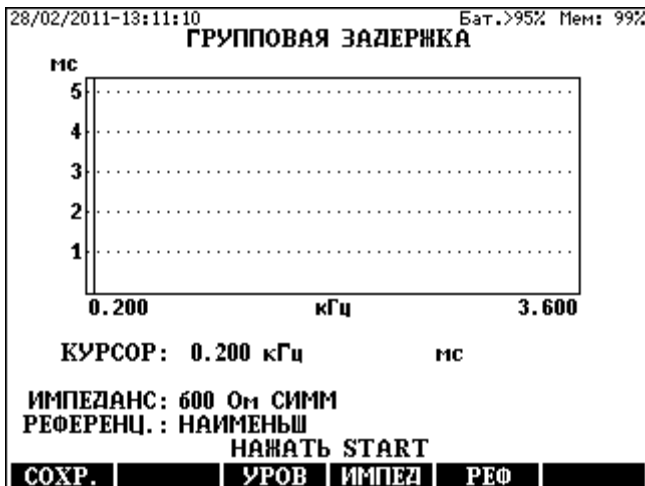 28/02/2011-13:11:10 Бат.>95% Мем: 99%
ГРУППОВАЯ ЗАДЕРЖКА
мс
5
4
3
2
1
0.200 кГц 3.600
КУРСОР: 0.200 кГц мс
ИМПЕДАНС: 600 Ом СИММ
РЕФЕРЕНЦ.: НАИМЕНЬШ
НАЖАТЬ START
СОХР. УРОВ ИМПЕД РЕФ